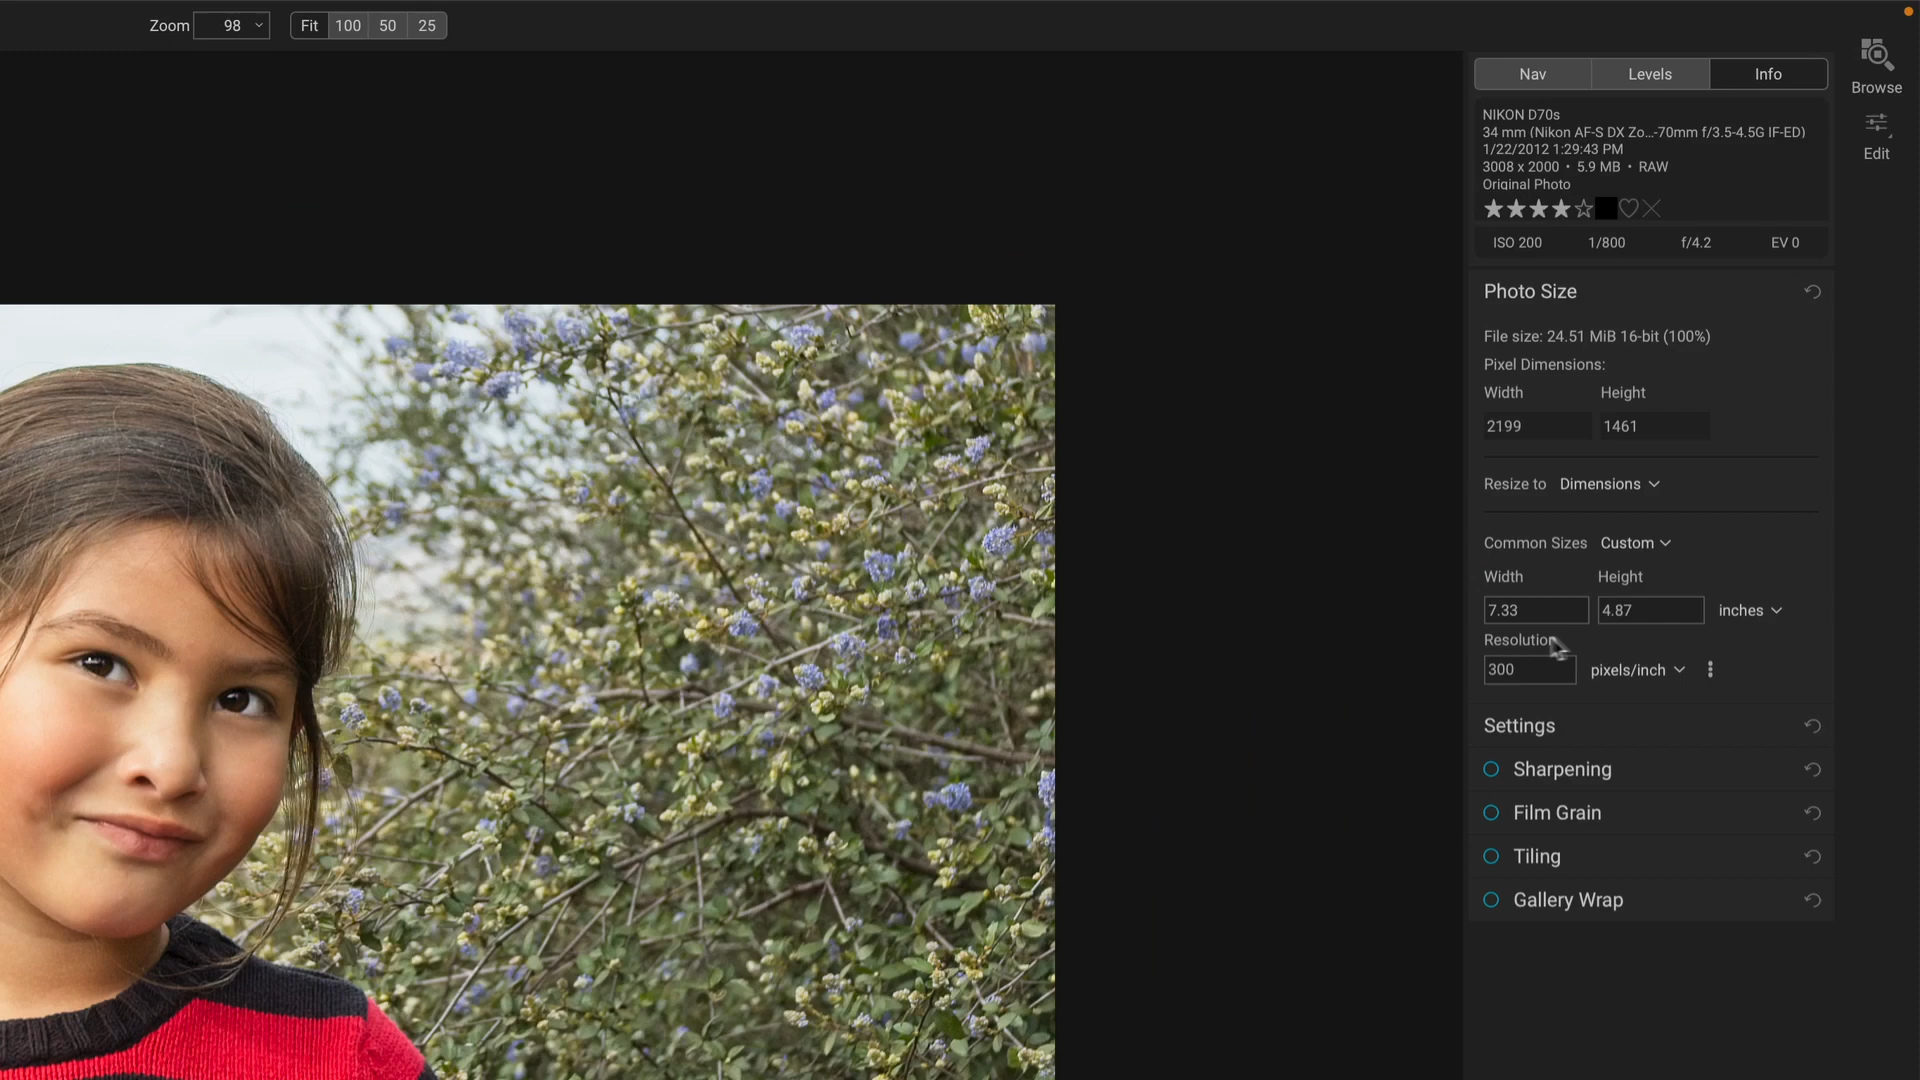 Zoom 98 Fit 100 50 25
Browse
Edit
Nav Levels Info
NIKON D70s
34 mm (Nikon AF-S DX Zo...-70mm f/3.5-4.5G IF-ED)
1/22/2012 1:29:43 PM
3008 x 2000 • 5.9 MB • RAW
Original Photo
ISO 200 1/800 f/4.2 EV 0
Photo Size
File size: 24.51 MiB 16-bit (100%)
Pixel Dimensions:
Width Height
2199 1461
Resize to Dimensions
Common Sizes Custom
Width Height
7.33 4.87 inches
Resolution
300 pixels/inch
Settings
Sharpening
Film Grain
Tiling
Gallery Wrap